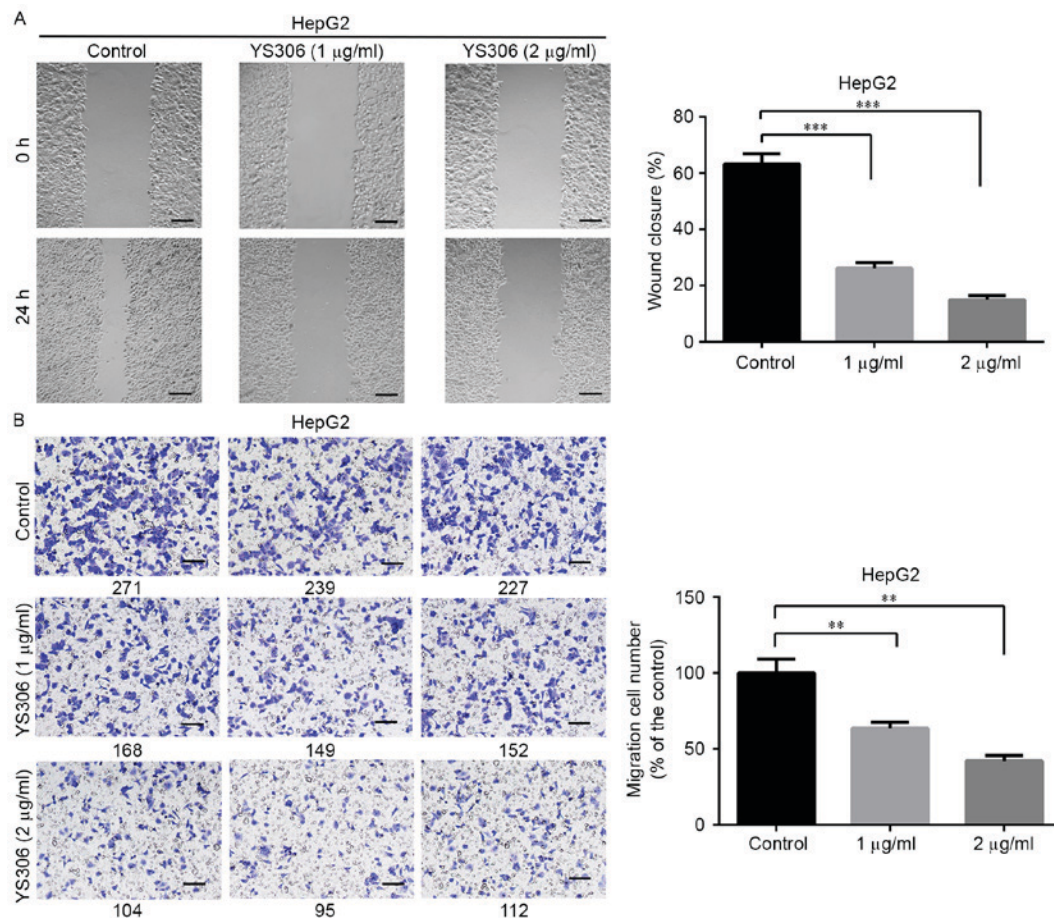 A
HepG2
Control YS306 (1 μg/ml) YS306 (2 μg/ml)
0 h
24 h
HepG2
***
***
Wound closure (%)
80
60
40
20
0
Control 1 μg/ml 2 μg/ml
B
HepG2
Control
271 239 227
YS306 (1 μg/ml)
168 149 152
YS306 (2 μg/ml)
104 95 112
HepG2
**
**
Migration cell number
(% of the control)
150
100
50
0
Control 1 μg/ml 2 μg/ml